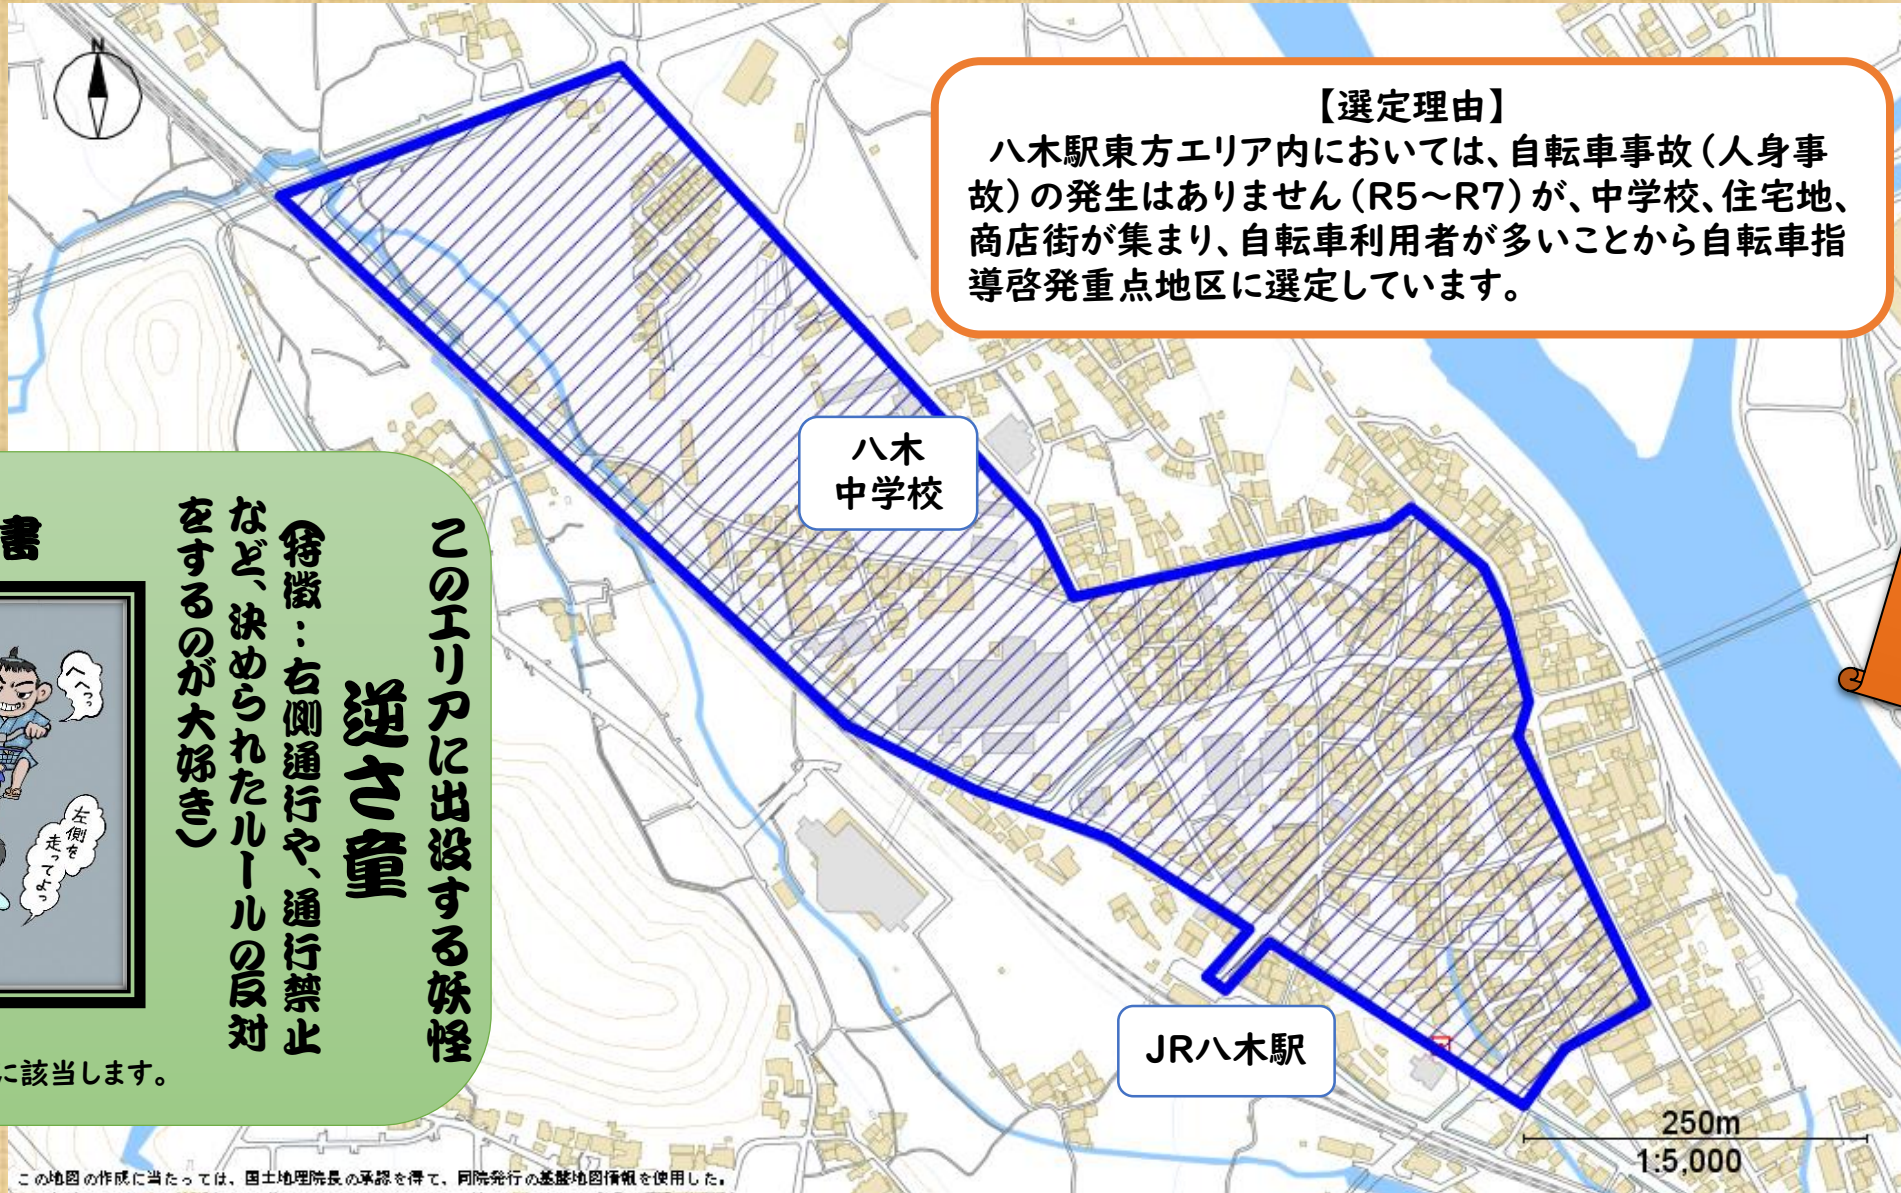 N
【選定理由】
八木駅東方エリア内においては、自転車事故（人身事
故）の発生はありません（R5～R7）が、中学校、住宅地、
商店街が集まり、自転車利用者が多いことから自転車指
導啓発重点地区に選定しています。
八木
中学校
このエリアに出没する妖怪
逆さ童
（特徴：右側通行や、通行禁止
など、決められたルールの反対
をするのが大好き）
書
へへっ
左側を
走ってよっ
に該当します。
JR八木駅
250m
1:5,000
この地図の作成に当たっては、国土地理院長の承認を得て、同院発行の基盤地図情報を使用した。